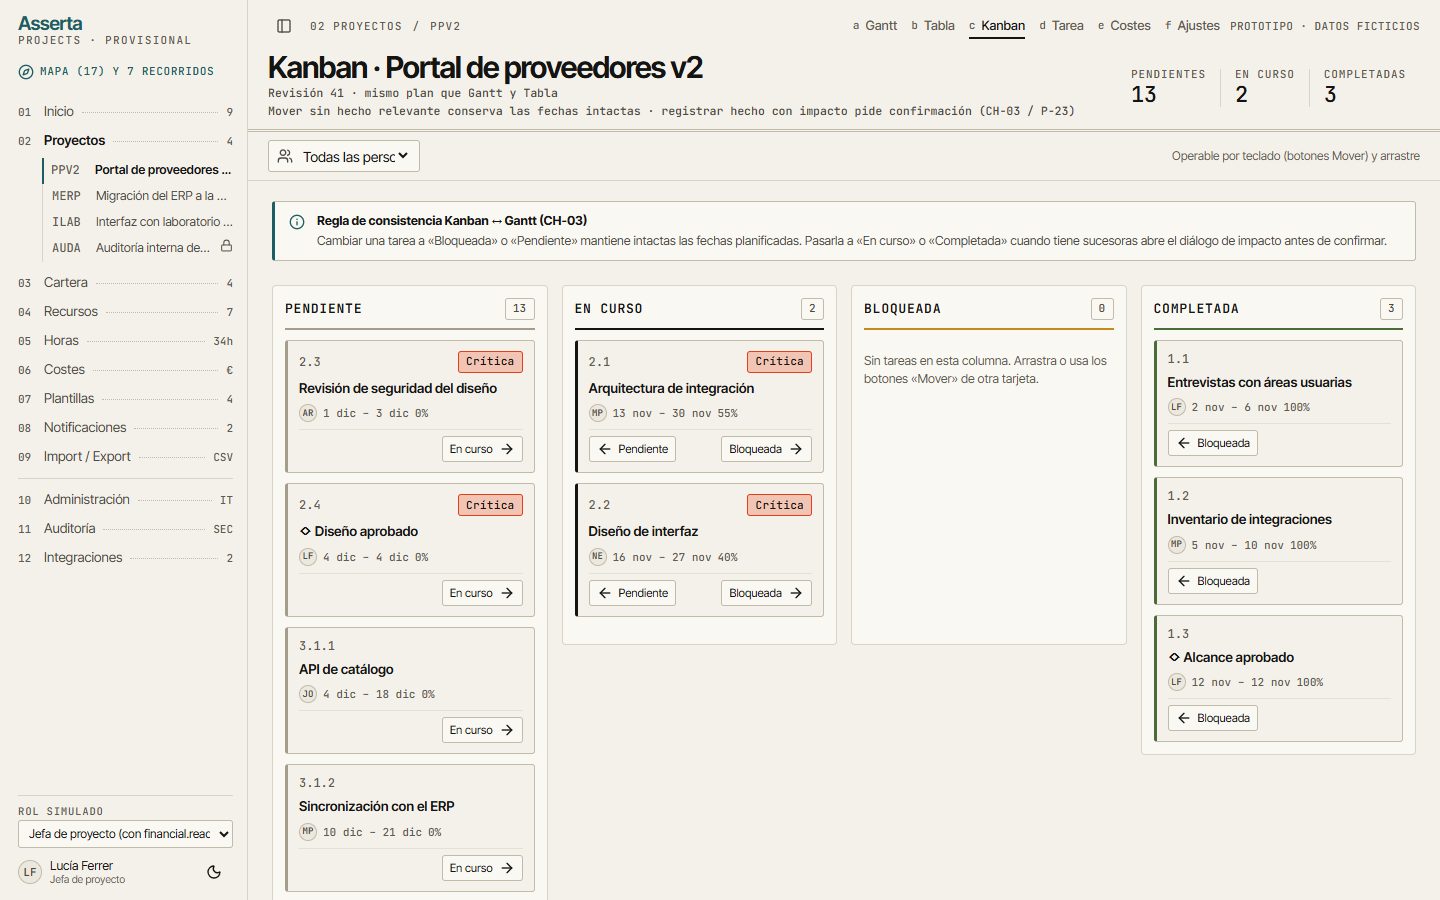 Asserta
PROJECTS · PROVISIONAL
MAPA (17) Y 7 RECORRIDOS
01 Inicio 9
02 Proyectos 4
PPV2 Portal de proveedores ...
MERP Migración del ERP a la ...
ILAB Interfaz con laboratorio ...
AUDA Auditoría interna de...
03 Cartera 4
04 Recursos 7
05 Horas 34h
06 Costes €
07 Plantillas 4
08 Notificaciones 2
09 Import / Export CSV
10 Administración IT
11 Auditoría SEC
12 Integraciones 2
ROL SIMULADO
Jefa de proyecto (con financial.read
LF Lucía Ferrer
Jefa de proyecto
02 PROYECTOS / PPV2
a Gantt b Tabla c Kanban d Tarea e Costes f Ajustes PROTOTIPO · DATOS FICTICIOS
Kanban · Portal de proveedores v2
Revisión 41 · mismo plan que Gantt y Tabla
Mover sin hecho relevante conserva las fechas intactas · registrar hecho con impacto pide confirmación (CH-03 / P-23)
PENDIENTES 13
EN CURSO 2
COMPLETADAS 3
Todas las perso
Operable por teclado (botones Mover) y arrastre
Regla de consistencia Kanban ↔ Gantt (CH-03)
Cambiar una tarea a «Bloqueada» o «Pendiente» mantiene intactas las fechas planificadas. Pasarla a «En curso» o «Completada» cuando tiene sucesoras abre el diálogo de impacto antes de confirmar.
PENDIENTE 13
2.3 Crítica
Revisión de seguridad del diseño
AR 1 dic – 3 dic 0%
En curso →
2.4 Crítica
◇ Diseño aprobado
LF 4 dic – 4 dic 0%
En curso →
3.1.1
API de catálogo
JO 4 dic – 18 dic 0%
En curso →
3.1.2
Sincronización con el ERP
MP 10 dic – 21 dic 0%
En curso →
EN CURSO 2
2.1 Crítica
Arquitectura de integración
MP 13 nov – 30 nov 55%
← Pendiente Bloqueada →
2.2 Crítica
Diseño de interfaz
NE 16 nov – 27 nov 40%
← Pendiente Bloqueada →
BLOQUEADA 0
Sin tareas en esta columna. Arrastra o usa los
botones «Mover» de otra tarjeta.
COMPLETADA 3
1.1
Entrevistas con áreas usuarias
LF 2 nov – 6 nov 100%
← Bloqueada
1.2
Inventario de integraciones
MP 5 nov – 10 nov 100%
← Bloqueada
1.3
◇ Alcance aprobado
LF 12 nov – 12 nov 100%
← Bloqueada